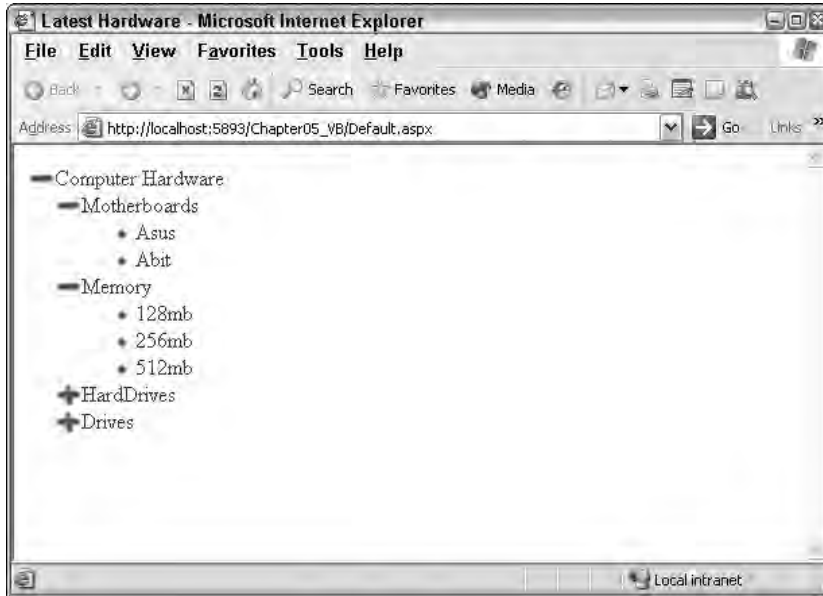 Latest Hardware - Microsoft Internet Explorer
File Edit View Favorites Tools Help
Back Search Favorites Media
Address http://localhost:5893/Chapter05_VB/Default.aspx Go Links »
Computer Hardware
Motherboards
Asus
Abit
Memory
128mb
256mb
512mb
HardDrives
Drives
Local intranet